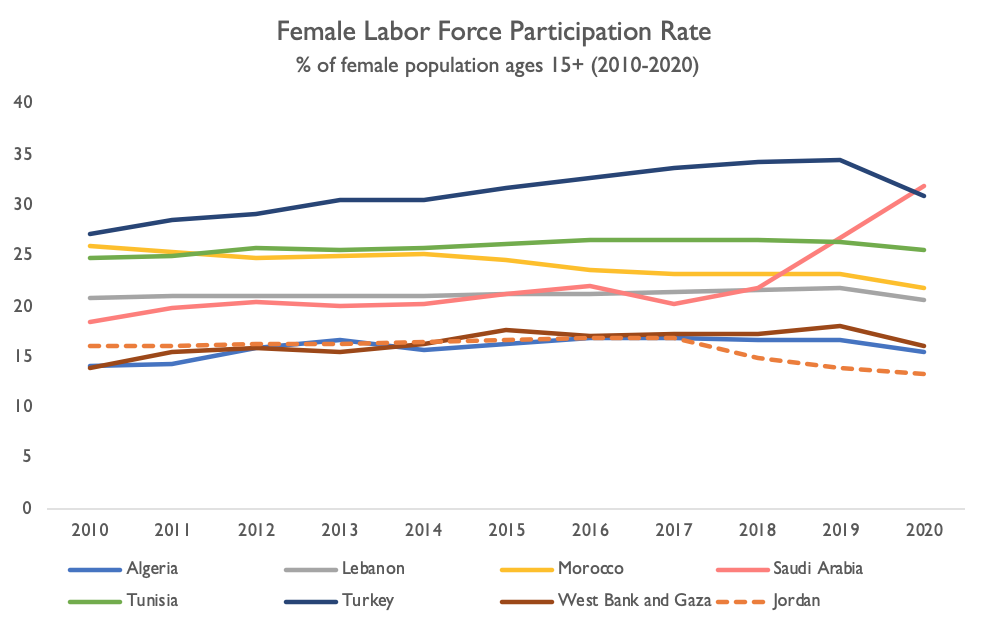 Female Labor Force Participation Rate
% of female population ages 15+ (2010-2020)
40
35
30
25
20
15
10
5
0
2010 2011 2012 2013 2014 2015 2016 2017 2018 2019 2020
Algeria Lebanon Morocco Saudi Arabia
Tunisia Turkey West Bank and Gaza Jordan